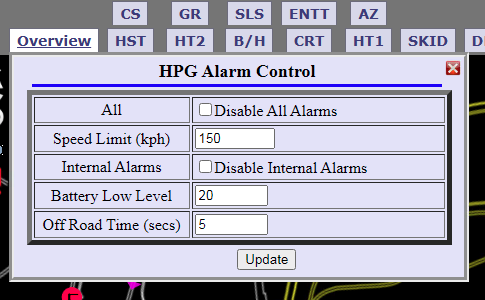 CS GR SLS ENTT AZ
Overview HST HT2 B/H CRT HT1 SKID
HPG Alarm Control
All Disable All Alarms
Speed Limit (kph) 150
Internal Alarms Disable Internal Alarms
Battery Low Level 20
Off Road Time (secs) 5
Update